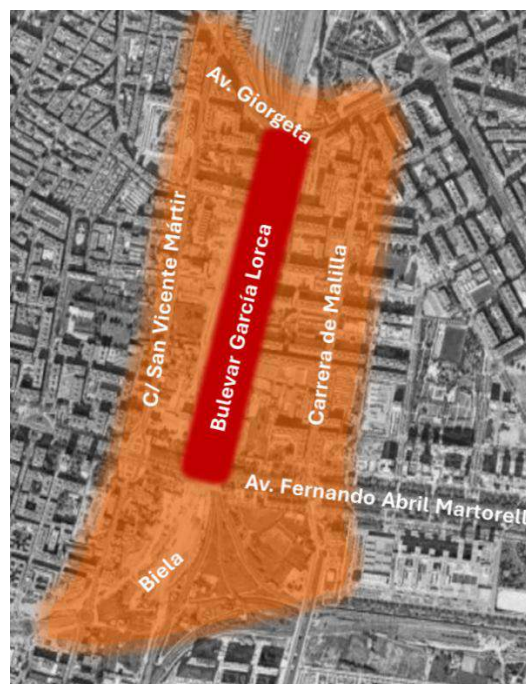 Av. Giorgeta
C/ San Vicente Mártir
Bulevar García Lorca
Carrera de Malilla
Av. Fernando Abril Martorell
Biela